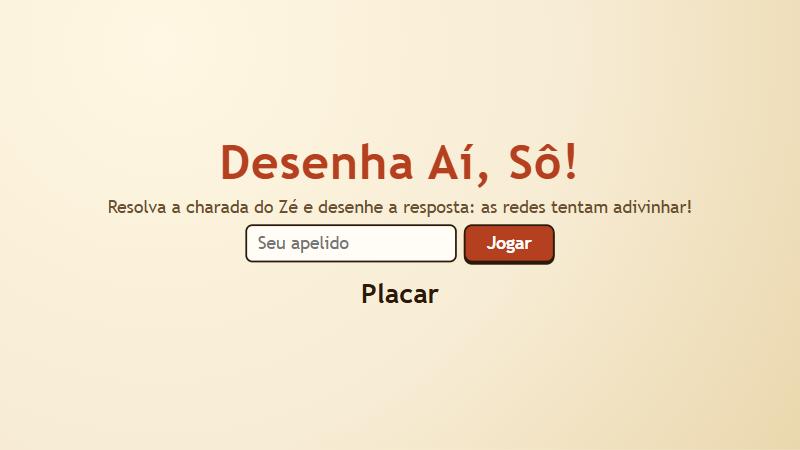 Desenha Aí, Sô!
Resolva a charada do Zé e desenhe a resposta: as redes tentam adivinhar!
Seu apelido
Jogar
Placar